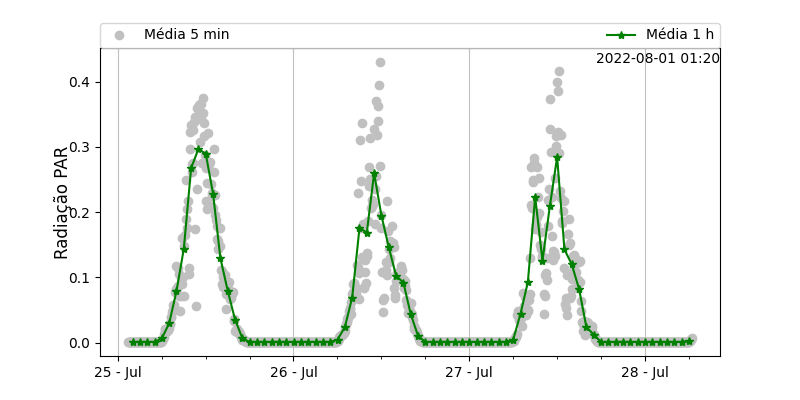 Média 5 min
Média 1 h
2022-08-01 01:20
Radiação PAR
0.4
0.3
0.2
0.1
0.0
25 - Jul
26 - Jul
27 - Jul
28 - Jul